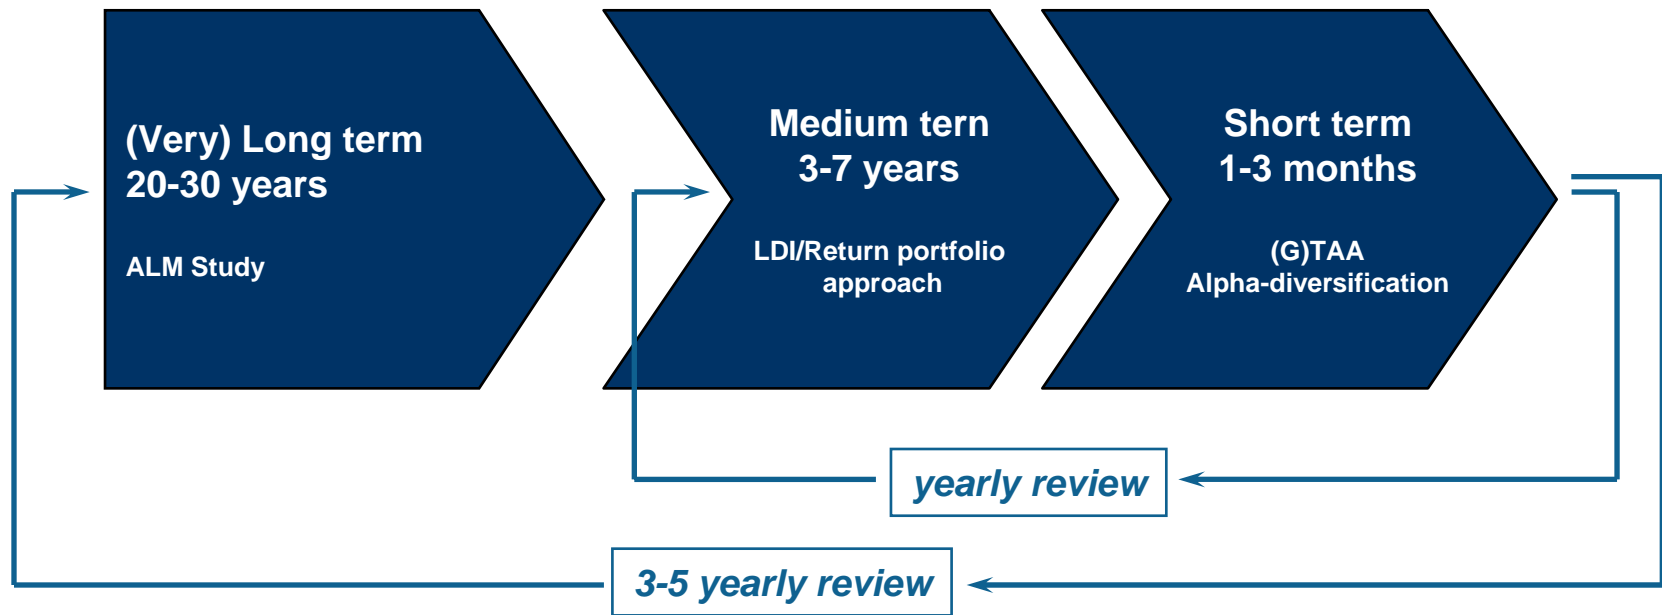 (Very) Long term
20-30 years
ALM Study
Medium tern
3-7 years
LDI/Return portfolio
approach
Short term
1-3 months
(G)TAA
Alpha-diversification
yearly review
3-5 yearly review